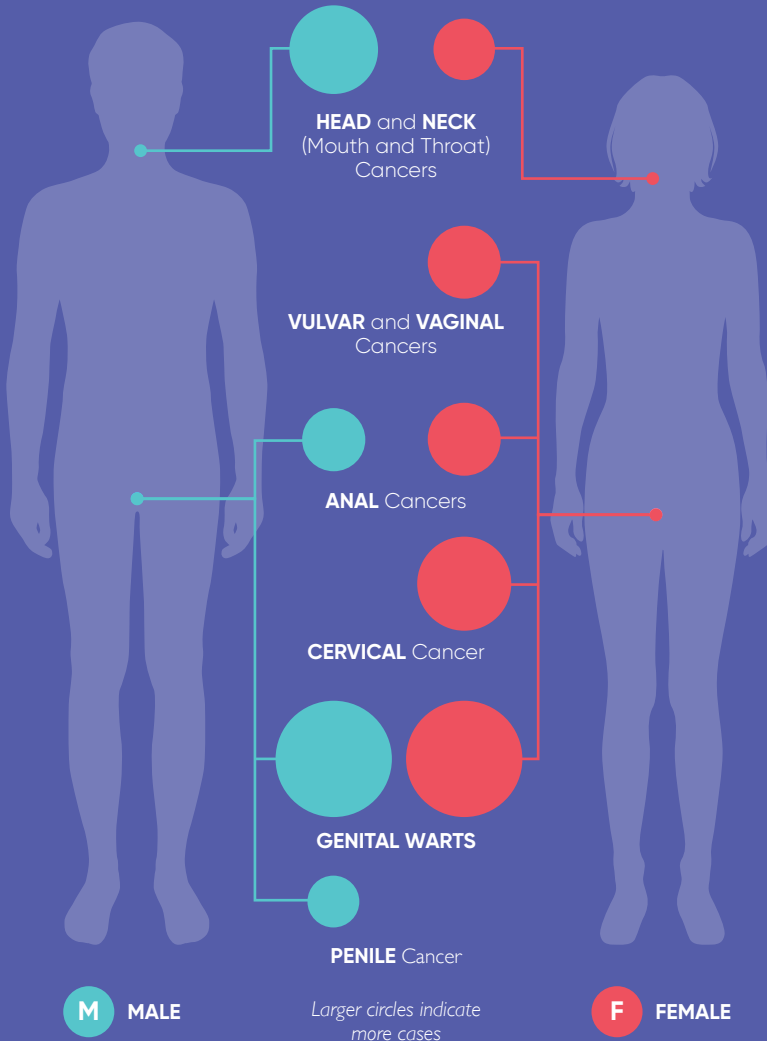 HEAD and NECK
(Mouth and Throat)
Cancers
VULVAR and VAGINAL
Cancers
ANAL Cancers
CERVICAL Cancer
GENITAL WARTS
PENILE Cancer
M MALE
Larger circles indicate
more cases
F FEMALE